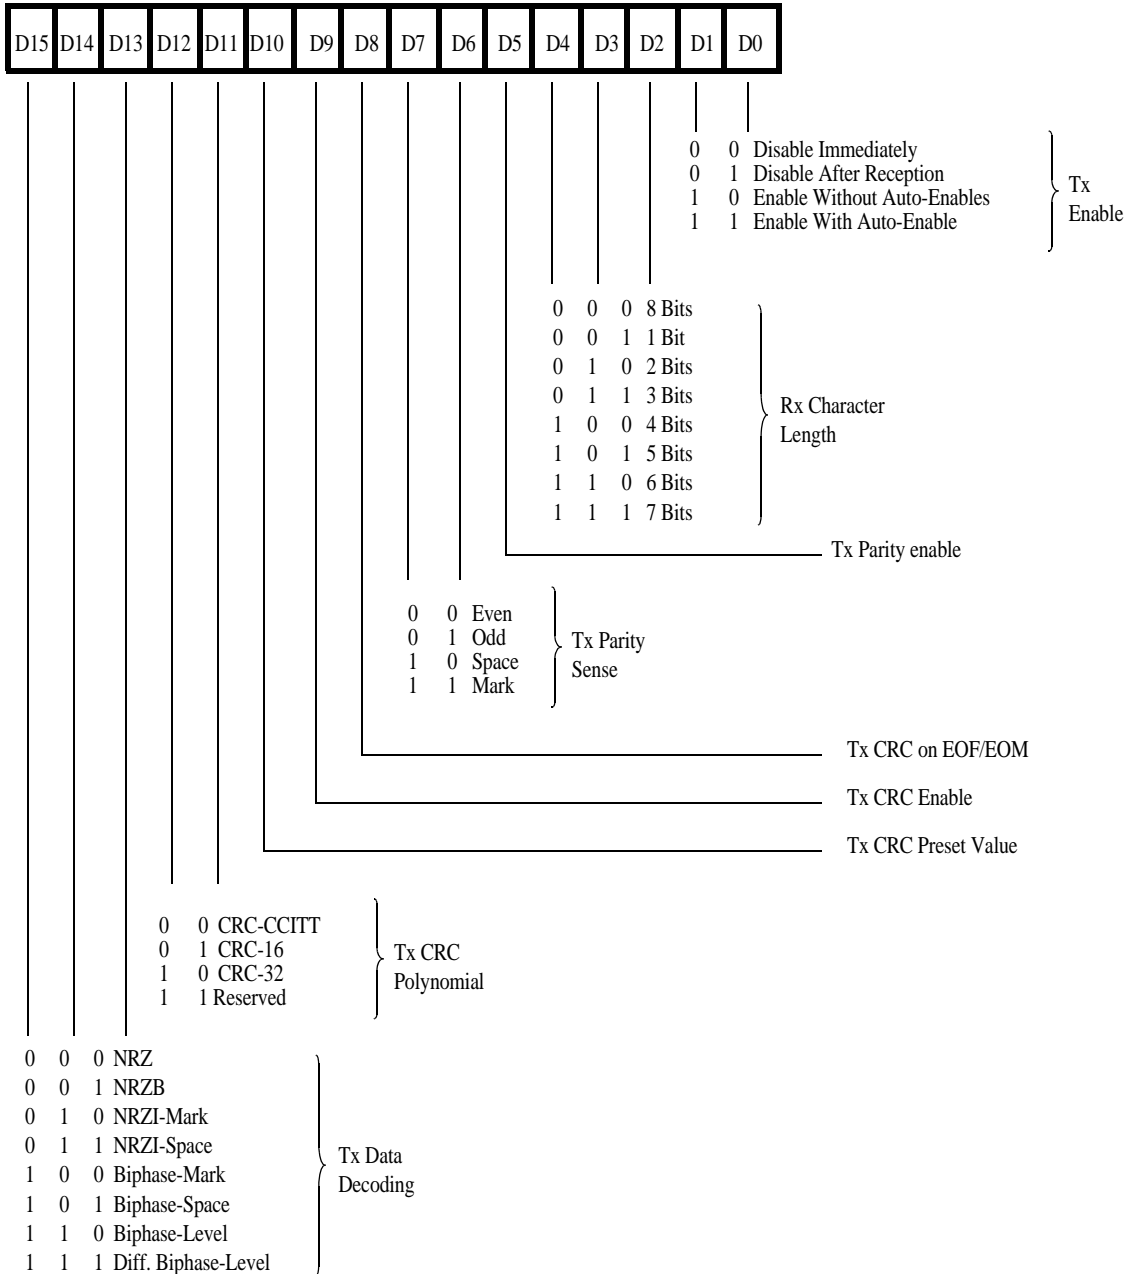 D15 D14 D13 D12 D11 D10 D9 D8 D7 D6 D5 D4 D3 D2 D1 D0
0 0 Disable Immediately
0 1 Disable After Reception
1 0 Enable Without Auto-Enables
1 1 Enable With Auto-Enable
Tx
Enable
0 0 0 8 Bits
0 0 1 1 Bit
0 1 0 2 Bits
0 1 1 3 Bits
1 0 0 4 Bits
1 0 1 5 Bits
1 1 0 6 Bits
1 1 1 7 Bits
Rx Character
Length
Tx Parity enable
0 0 Even
0 1 Odd
1 0 Space
1 1 Mark
Tx Parity
Sense
Tx CRC on EOF/EOM
Tx CRC Enable
Tx CRC Preset Value
0 0 CRC-CCITT
0 1 CRC-16
1 0 CRC-32
1 1 Reserved
Tx CRC
Polynomial
0 0 0 NRZ
0 0 1 NRZB
0 1 0 NRZI-Mark
0 1 1 NRZI-Space
1 0 0 Biphase-Mark
1 0 1 Biphase-Space
1 1 0 Biphase-Level
1 1 1 Diff. Biphase-Level
Tx Data
Decoding